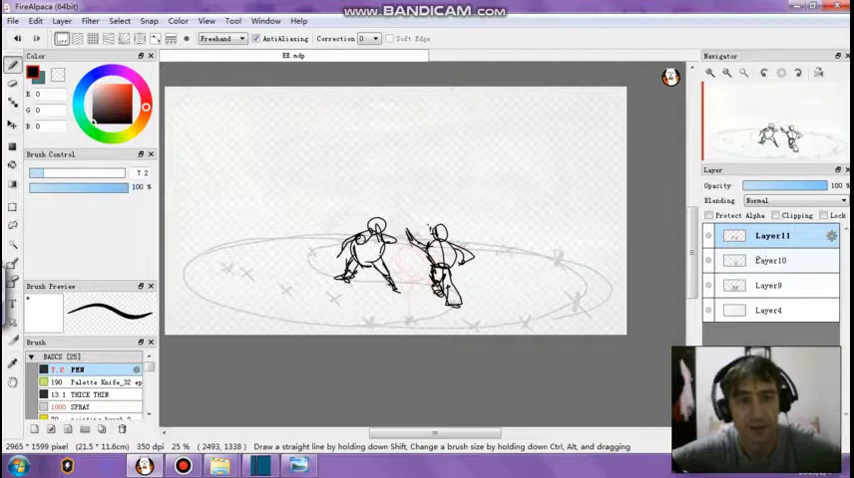 FireAlpaca (64bit)
www.BANDICAM.com
File Edit Layer Filter Select Snap Color View Tool Window Help
OFF Freehand AntiAliasing Correction 0 Soft Edge
Color
EE mdp
Navigator
R 0
G 0
B 0
Brush Control
7.2
100 %
Layer
Opacity 100 %
Blending Normal
Protect Alpha Clipping Lock
Layer11
Layer10
Layer9
Layer4
Brush
BASICS [25]
7.2 PEN
190 Palette Knife_32 sp
13.1 THICK THIN
1000 SPRAY
2965 * 1599 pixel (21.5 * 11.6cm) 350 dpi 25 % ( 2493, 1338 ) Draw a straight line by holding down Shift, Change a brush size by holding down Ctrl, Alt, and dragging